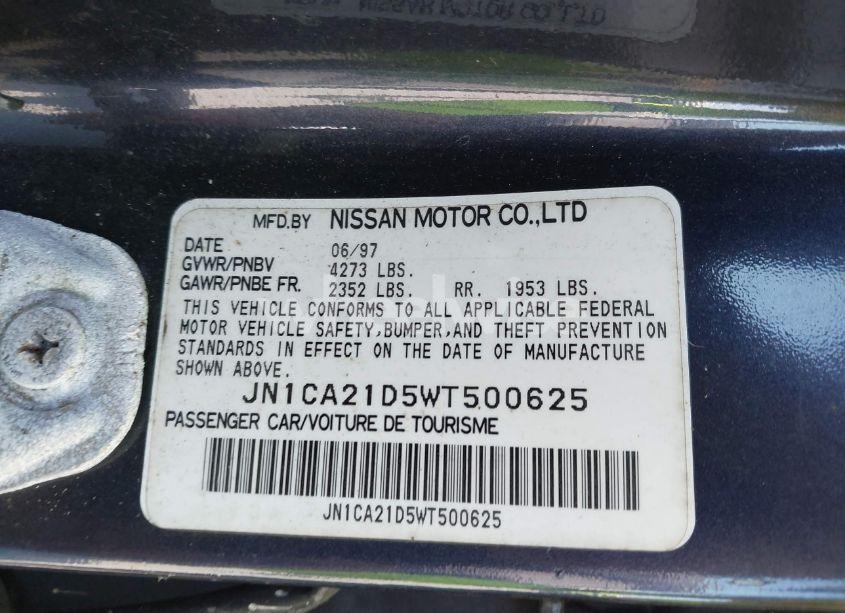 MFD.BY NISSAN MOTOR CO.,LTD
DATE 06/97
GVWR/PNBV 4273 LBS.
GAWR/PNBE FR. 2352 LBS. RR. 1953 LBS.
THIS VEHICLE CONFORMS TO ALL APPLICABLE FEDERAL
MOTOR VEHICLE SAFETY,BUMPER,AND THEFT PREVENTION
STANDARDS IN EFFECT ON THE DATE OF MANUFACTURE
SHOWN ABOVE.
JN1CA21D5WT500625
PASSENGER CAR/VOITURE DE TOURISME
JN1CA21D5WT500625